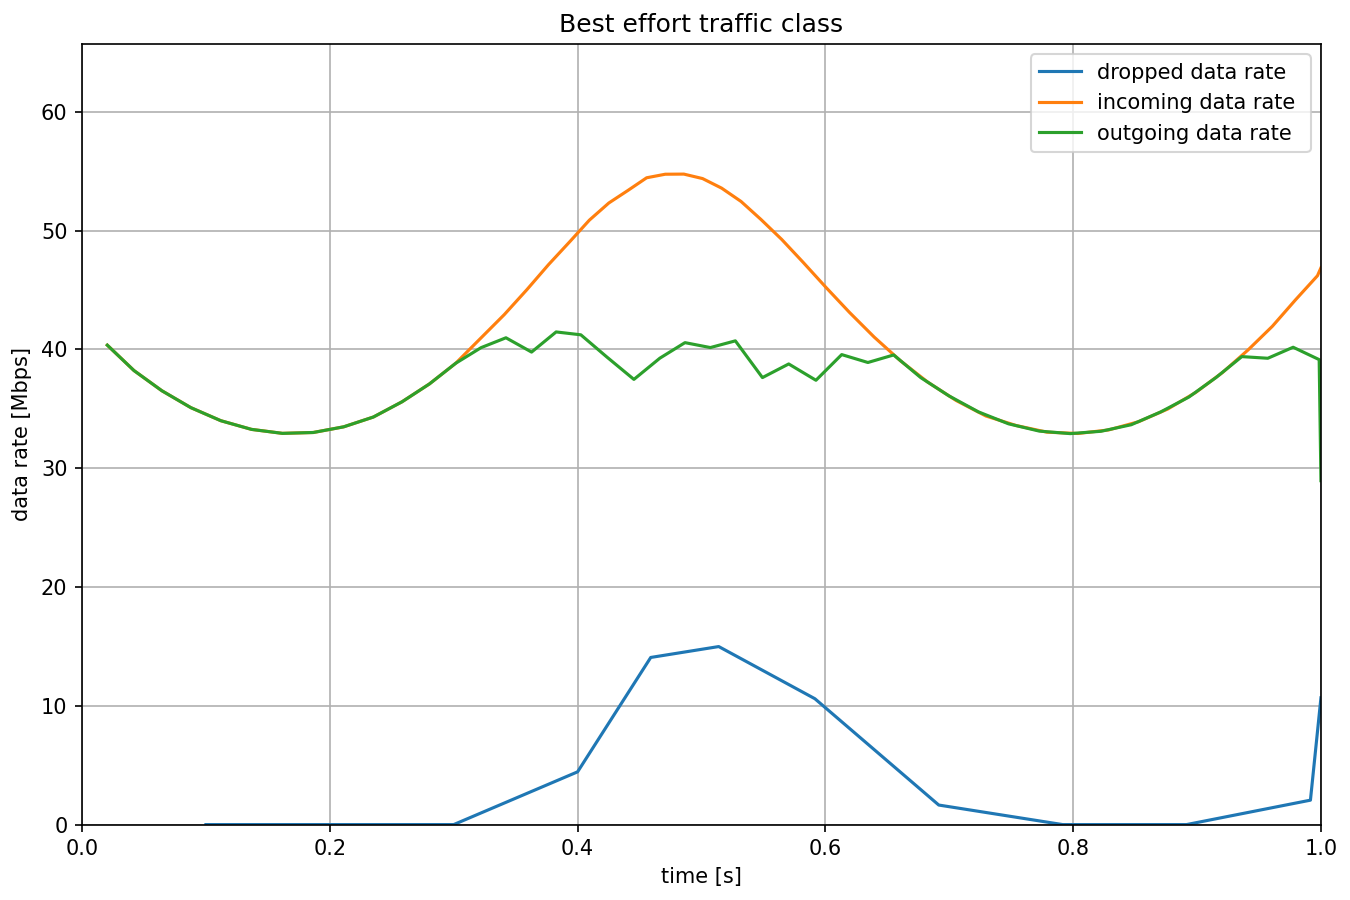 Best effort traffic class
dropped data rate
incoming data rate
outgoing data rate
60
50
40
30
20
10
0
data rate [Mbps]
0.0 0.2 0.4 0.6 0.8 1.0
time [s]